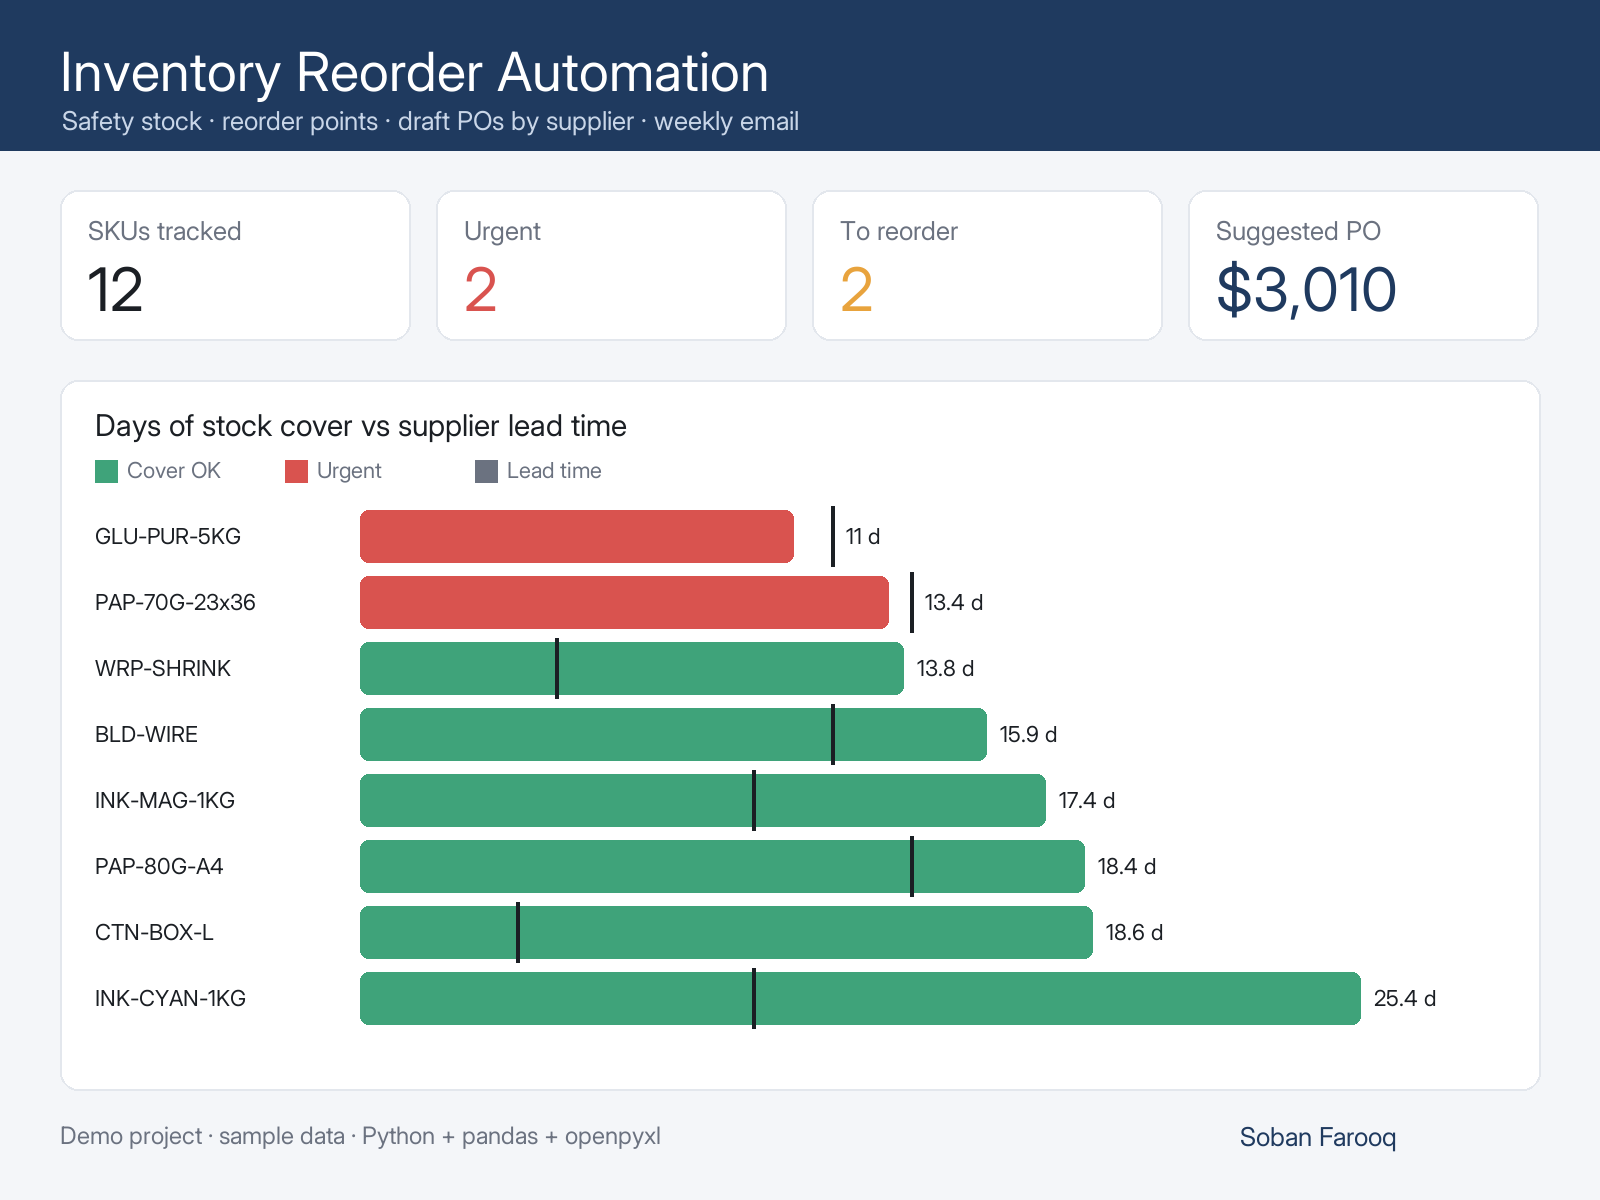 Inventory Reorder Automation
Safety stock · reorder points · draft POs by supplier · weekly email
SKUs tracked
12
Urgent
2
To reorder
2
Suggested PO
$3,010
Days of stock cover vs supplier lead time
Cover OK
Urgent
Lead time
GLU-PUR-5KG
11 d
PAP-70G-23x36
13.4 d
WRP-SHRINK
13.8 d
BLD-WIRE
15.9 d
INK-MAG-1KG
17.4 d
PAP-80G-A4
18.4 d
CTN-BOX-L
18.6 d
INK-CYAN-1KG
25.4 d
Demo project · sample data · Python + pandas + openpyxl
Soban Farooq